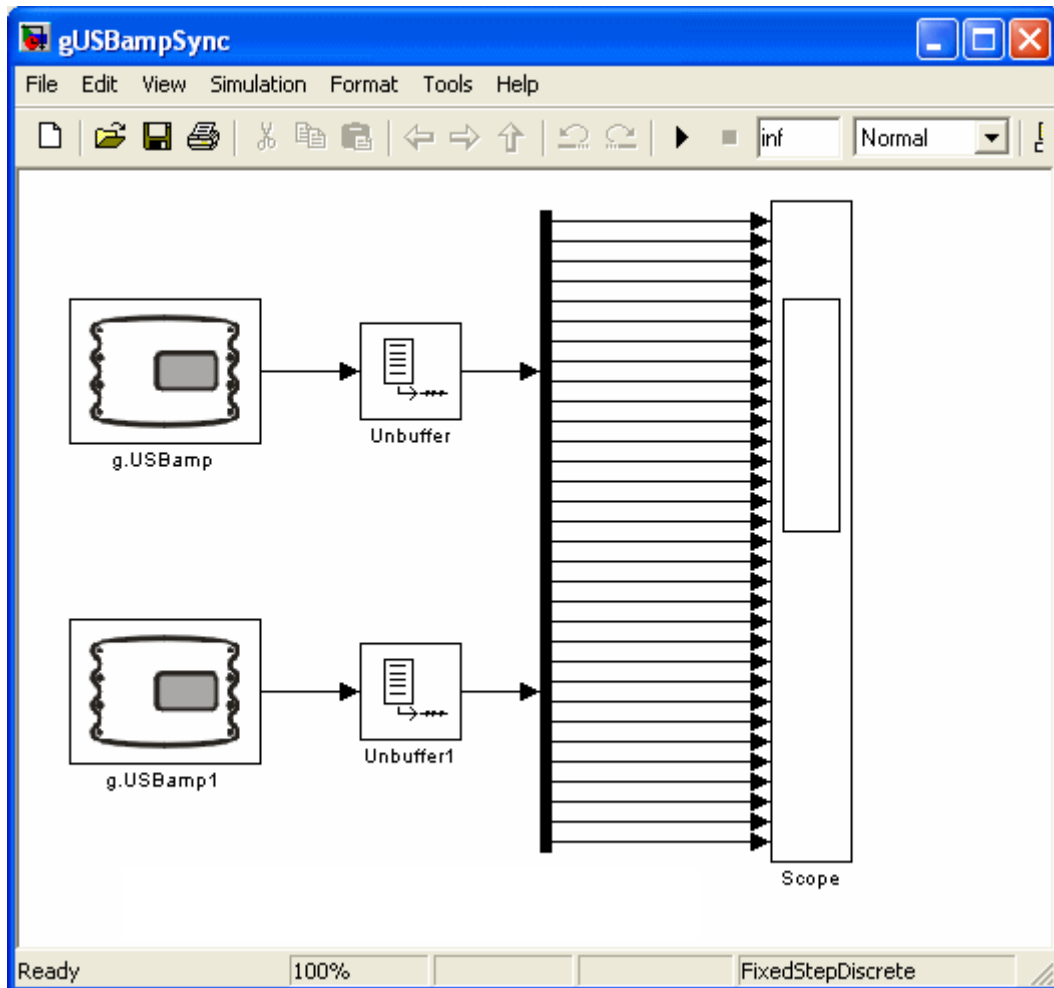 gUSBampSync
File Edit View Simulation Format Tools Help
inf Normal
Unbuffer
g.USBamp
Unbuffer1
g.USBamp1
Scope
Ready 100% FixedStepDiscrete